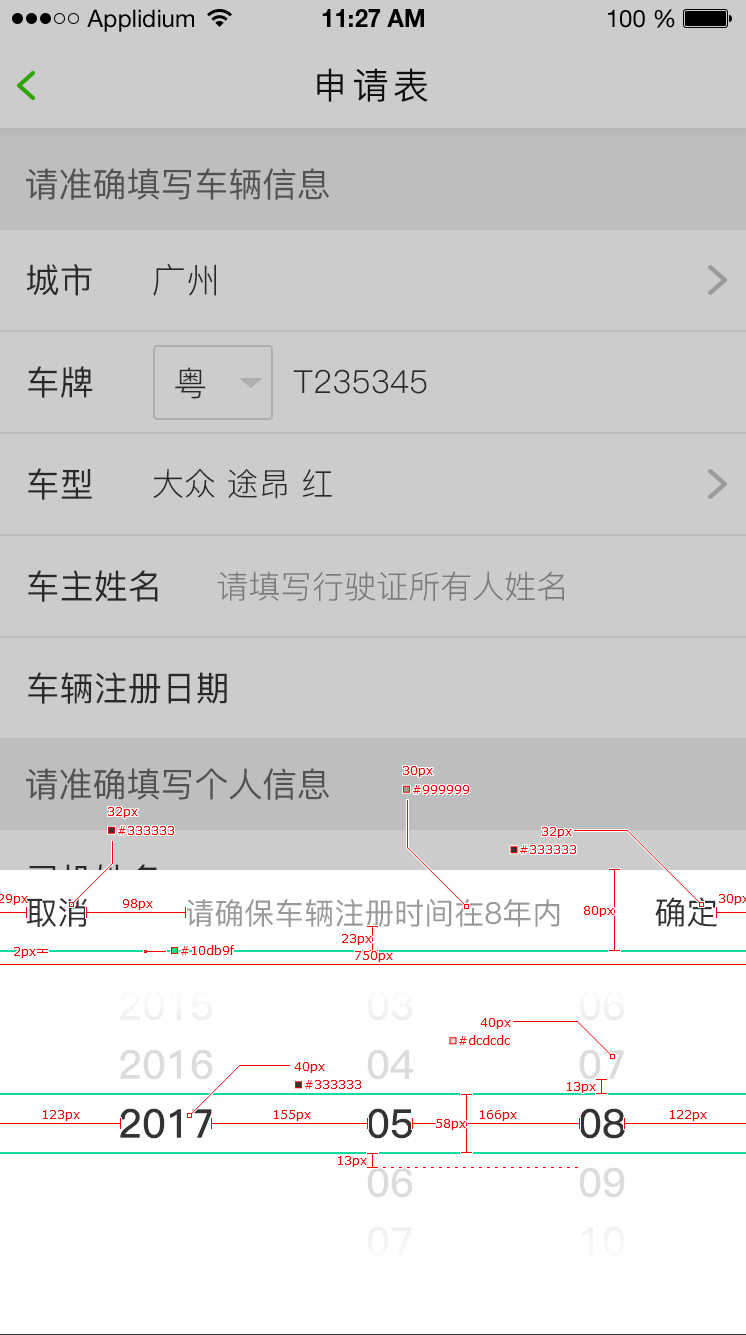 Applidium 11:27 AM 100 %
申请表
请准确填写车辆信息
城市 广州
车牌 粤 T235345
车型 大众 途昂 红
车主姓名 请填写行驶证所有人姓名
车辆注册日期
请准确填写个人信息
30px
#999999
32px
#333333
32px
#333333
司机姓名
29px 取消 98px 请确保车辆注册时间在8年内 80px 确定 30px
23px
2px #10db9f
750px
2015 03 06
40px
#dcdcdc
2016 04 07
40px
#333333
13px
123px 2017 155px 05 58px 166px 08 122px
13px
06 09
07 10